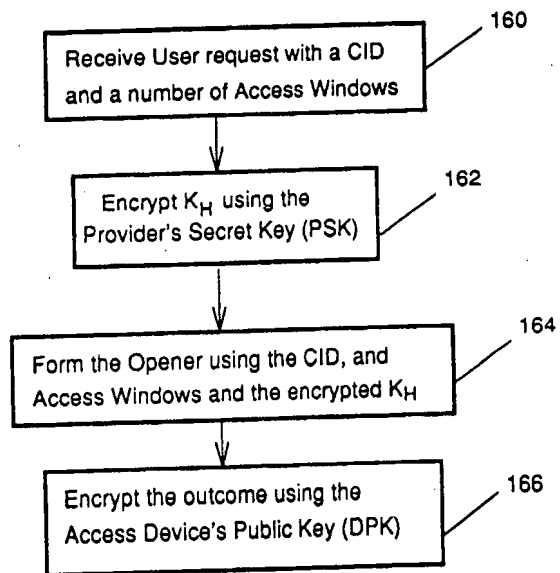 160
Receive User request with a CID
and a number of Access Windows
162
Encrypt K_H using the
Provider's Secret Key (PSK)
164
Form the Opener using the CID, and
Access Windows and the encrypted K_H
166
Encrypt the outcome using the
Access Device's Public Key (DPK)